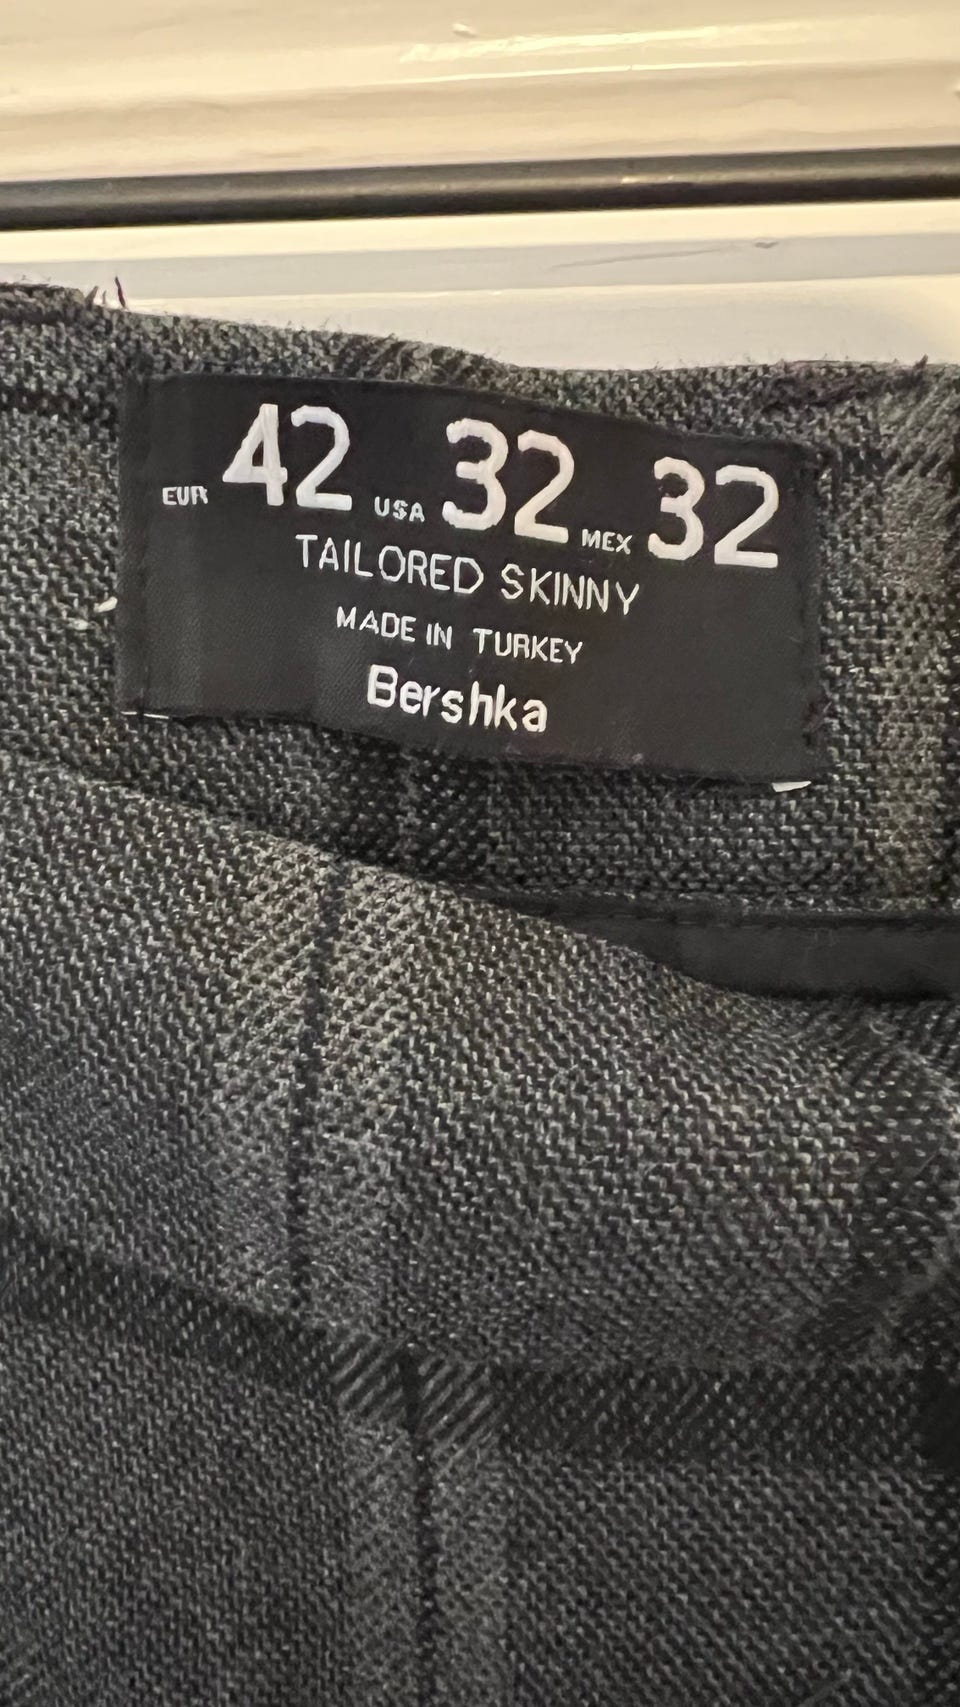 EUR 42 USA 32 MEX 32
TAILORED SKINNY
MADE IN TURKEY
Bershka